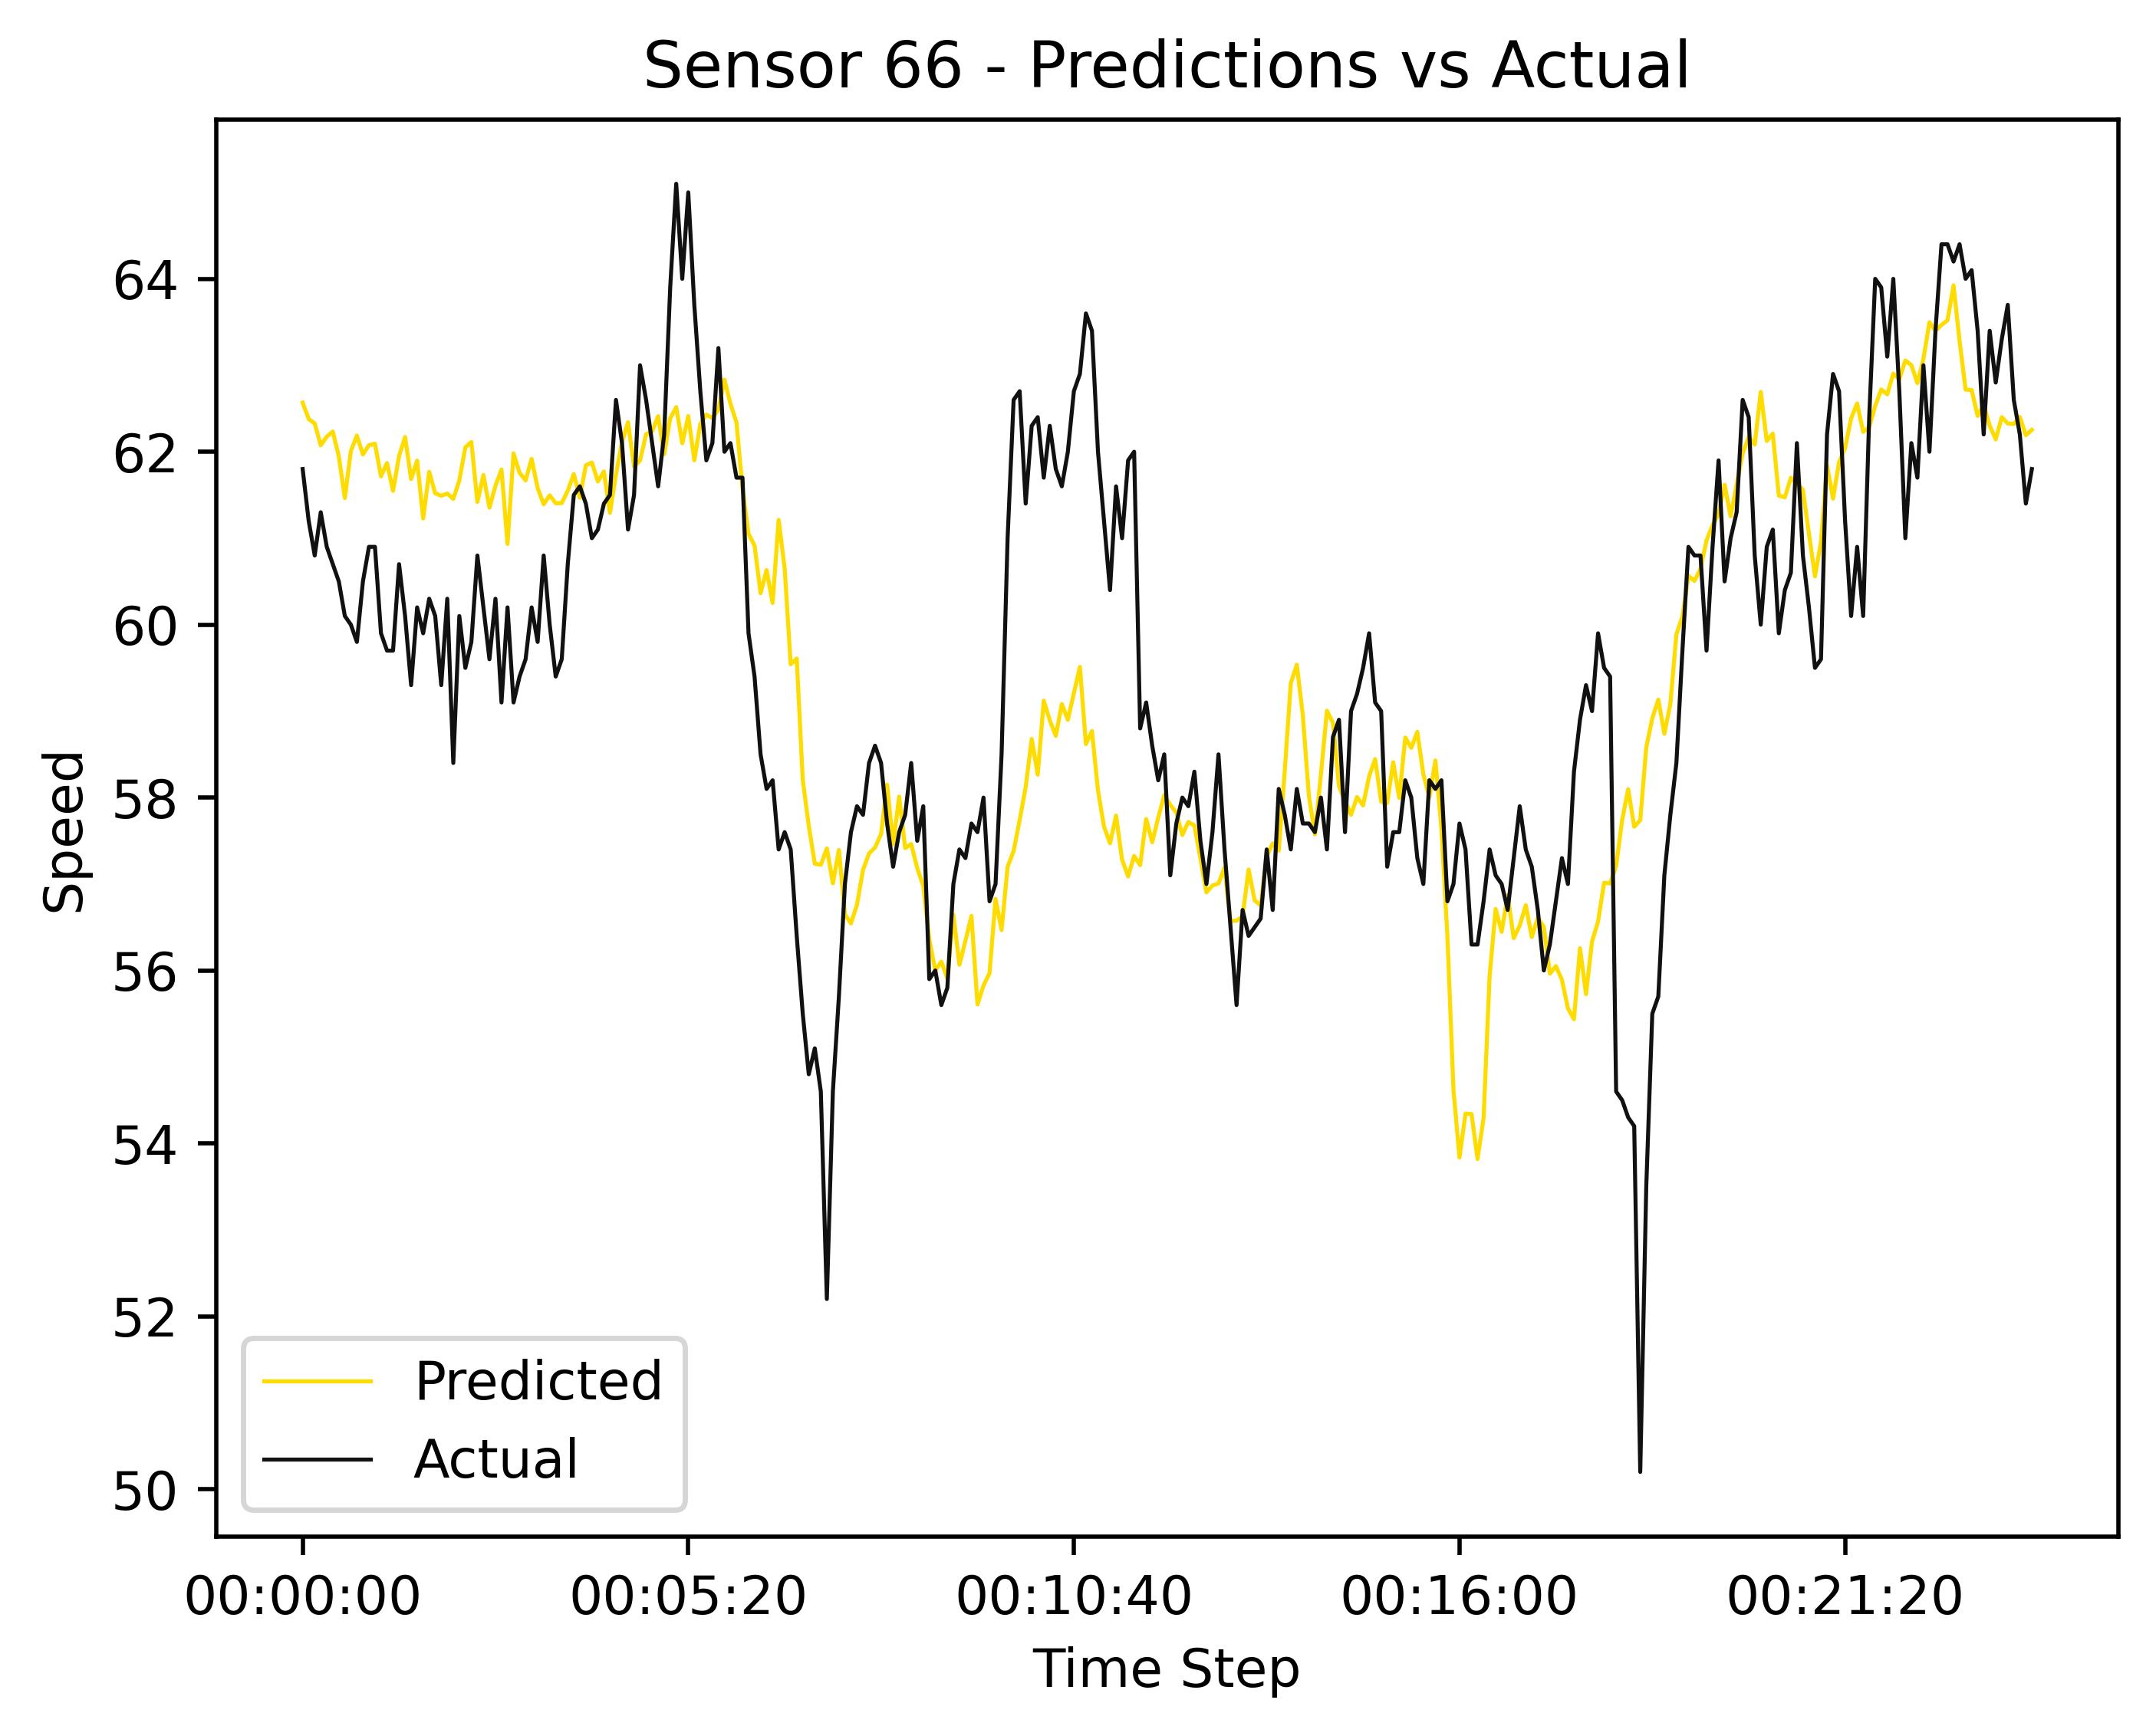 Sensor 66 - Predictions vs Actual
64
62
60
58
56
54
52
50
Speed
Predicted
Actual
00:00:00 00:05:20 00:10:40 00:16:00 00:21:20
Time Step